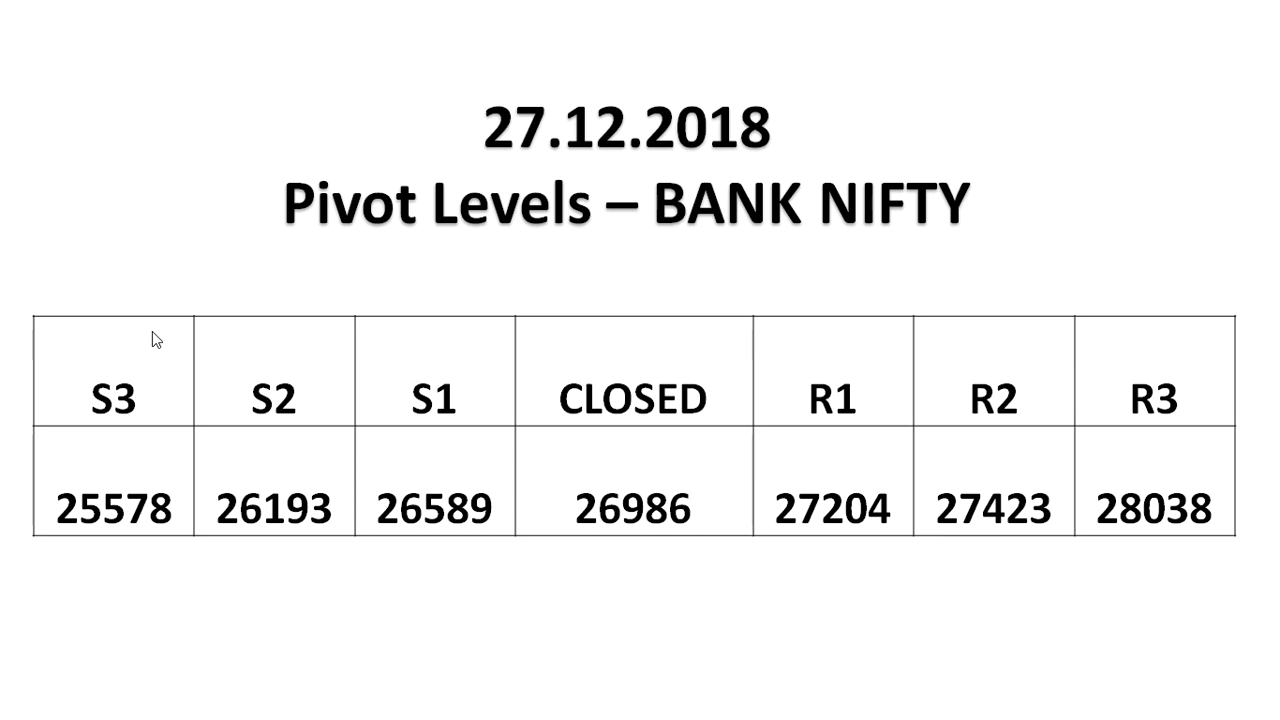 27.12.2018
Pivot Levels – BANK NIFTY
S3 S2 S1 CLOSED R1 R2 R3
25578 26193 26589 26986 27204 27423 28038